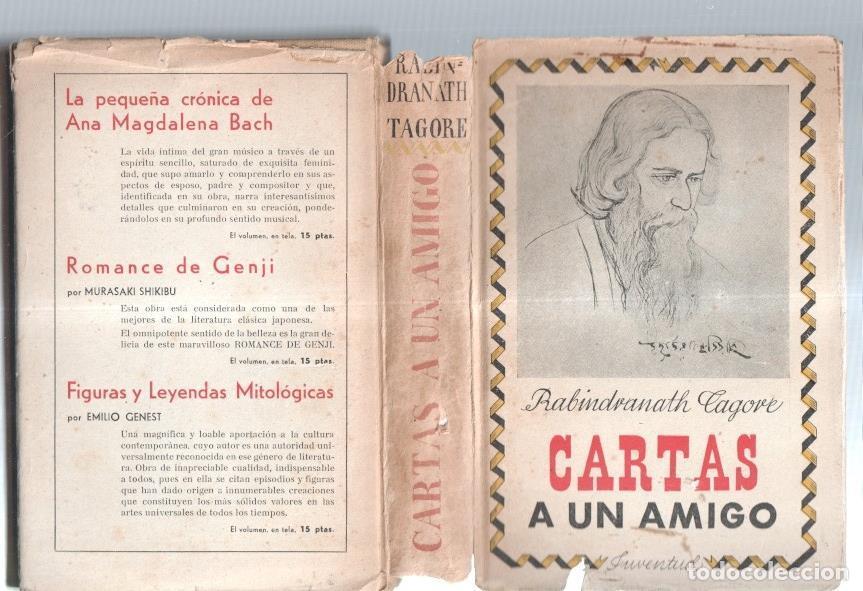 La pequeña crónica de
Ana Magdalena Bach
La vida íntima del gran músico a través de un
espíritu sencillo, saturado de exquisita femini-
dad, que supo amarlo y comprenderlo en sus as-
pectos de esposo, padre y compositor y que,
identificada en su obra, narra interesantísimos
detalles que culminaron en su creación, ponde-
rándolos en su profundo sentido musical.
El volumen, en tela, 15 ptas.
Romance de Genji
por MURASAKI SHIKIBU
Esta obra está considerada como una de las
mejores de la literatura clásica japonesa.
El omnipotente sentido de la belleza es la gran de-
licia de este maravilloso ROMANCE DE GENJI.
El volumen, en tela, 15 ptas.
Figuras y Leyendas Mitológicas
por EMILIO GENEST
Una magnífica y loable aportación a la cultura
contemporánea, cuyo autor es una autoridad uni-
versalmente reconocida en ese género de literatu-
ra. Obra de inapreciable cualidad, indispensable
a todos, pues en ella se citan episodios y figuras
que han dado origen a innumerables creaciones
que constituyen los más sólidos valores en las
artes universales de todos los tiempos.
El volumen, en tela, 15 ptas.
RABIN-
DRANATH
TAGORE
CARTAS A UN AMIGO
Rabindranath Tagore
CARTAS
A UN AMIGO
Juventud
todocoleccion